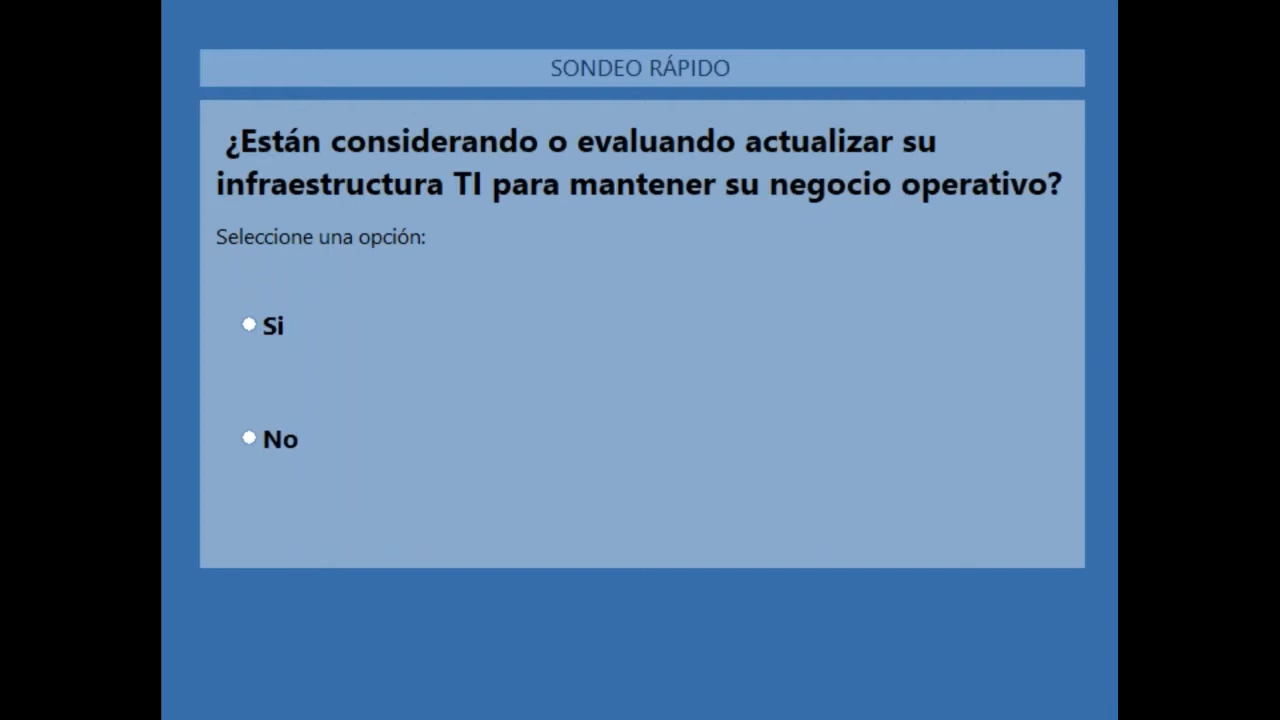 SONDEO RÁPIDO
¿Están considerando o evaluando actualizar su
infraestructura TI para mantener su negocio operativo?
Seleccione una opción:
Si
No